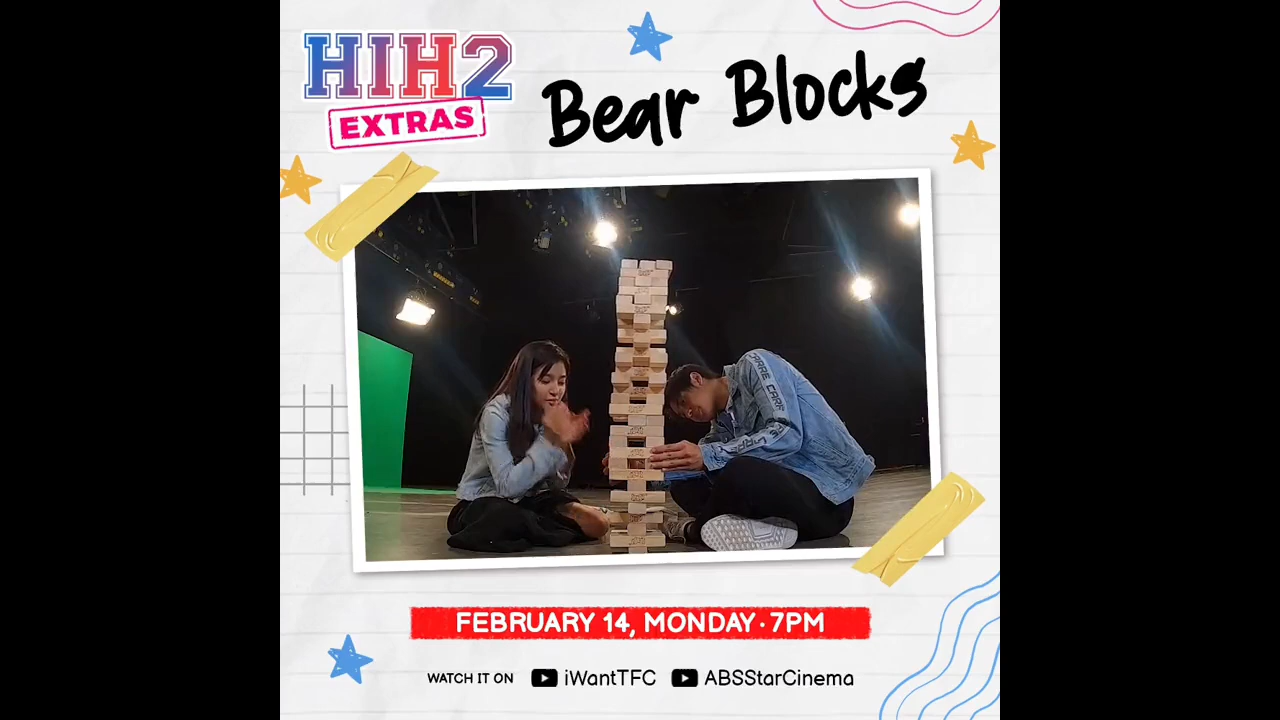 HIH2
EXTRAS
Bear Blocks
FEBRUARY 14, MONDAY · 7PM
WATCH IT ON iWantTFC ABSStarCinema